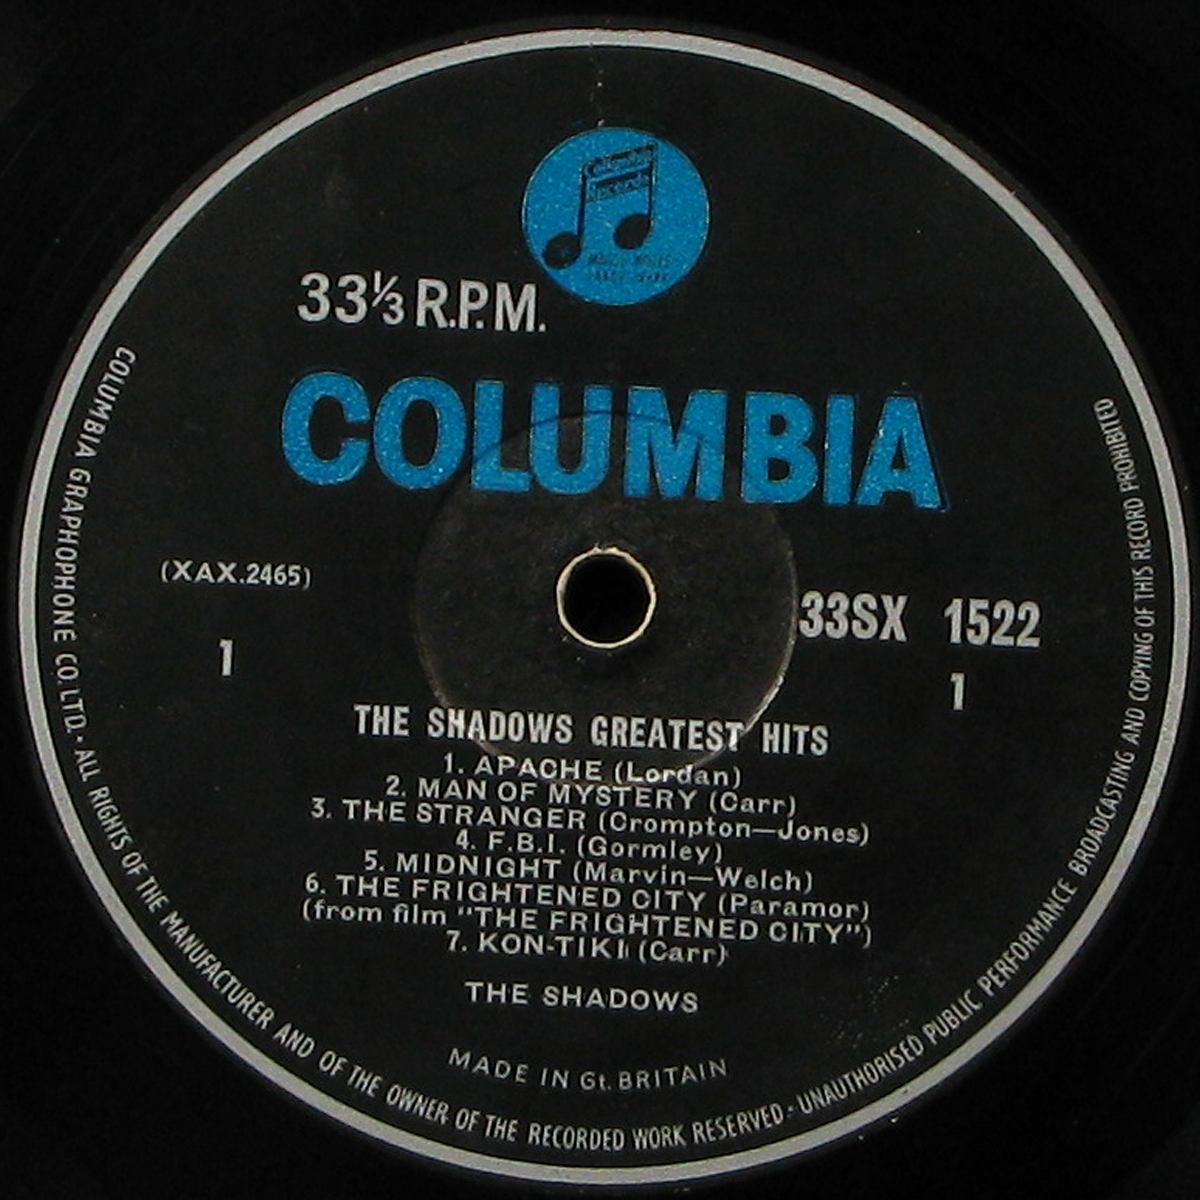 Columbia
Records
33⅓ R.P.M.
COLUMBIA
(XAX.2465)
33SX 1522
1
1
THE SHADOWS GREATEST HITS
1. APACHE (Lordan)
2. MAN OF MYSTERY (Carr)
3. THE STRANGER (Crompton—Jones)
4. F.B.I. (Gormley)
5. MIDNIGHT (Marvin—Welch)
6. THE FRIGHTENED CITY (Paramor)
(from film "THE FRIGHTENED CITY")
7. KON-TIKI (Carr)
THE SHADOWS
MADE IN Gt. BRITAIN
COLUMBIA GRAPHOPHONE CO. LTD. · ALL RIGHTS OF THE MANUFACTURER AND OF THE OWNER OF THE RECORDED WORK RESERVED · UNAUTHORISED PUBLIC PERFORMANCE BROADCASTING AND COPYING OF THIS RECORD PROHIBITED